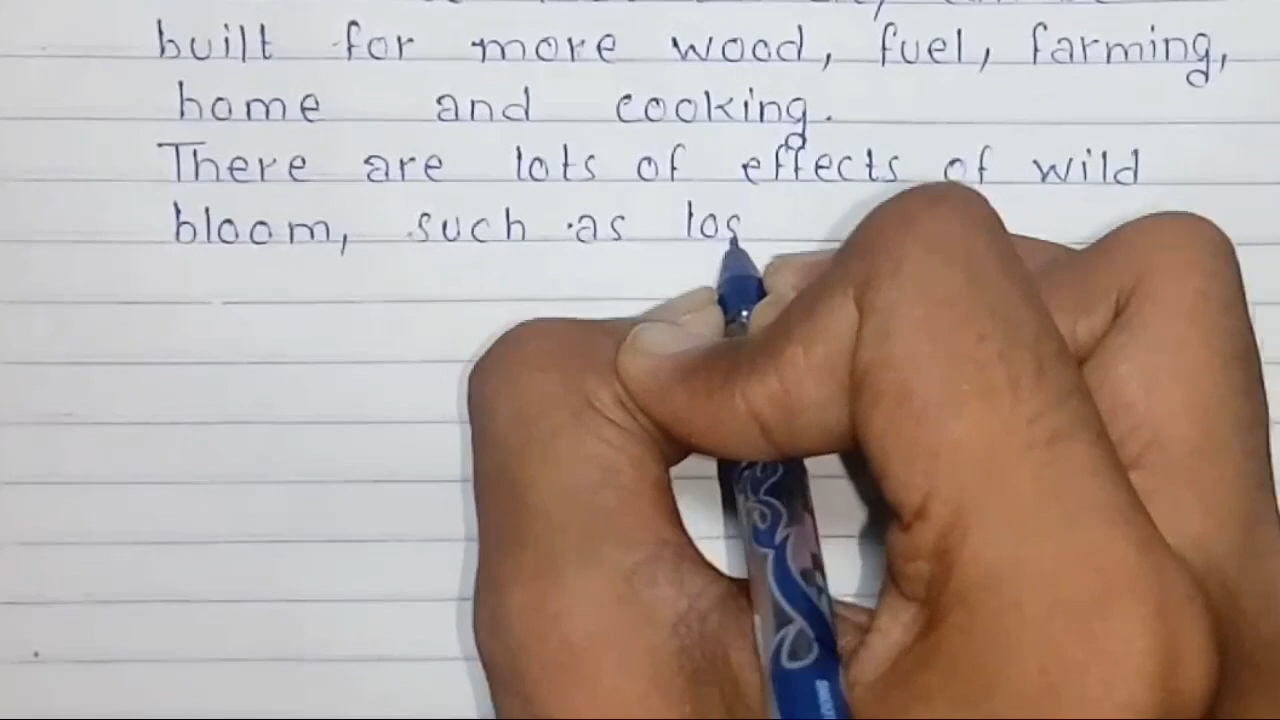 built for more wood, fuel, farming,
home and cooking.
There are lots of effects of wild
bloom, such as los